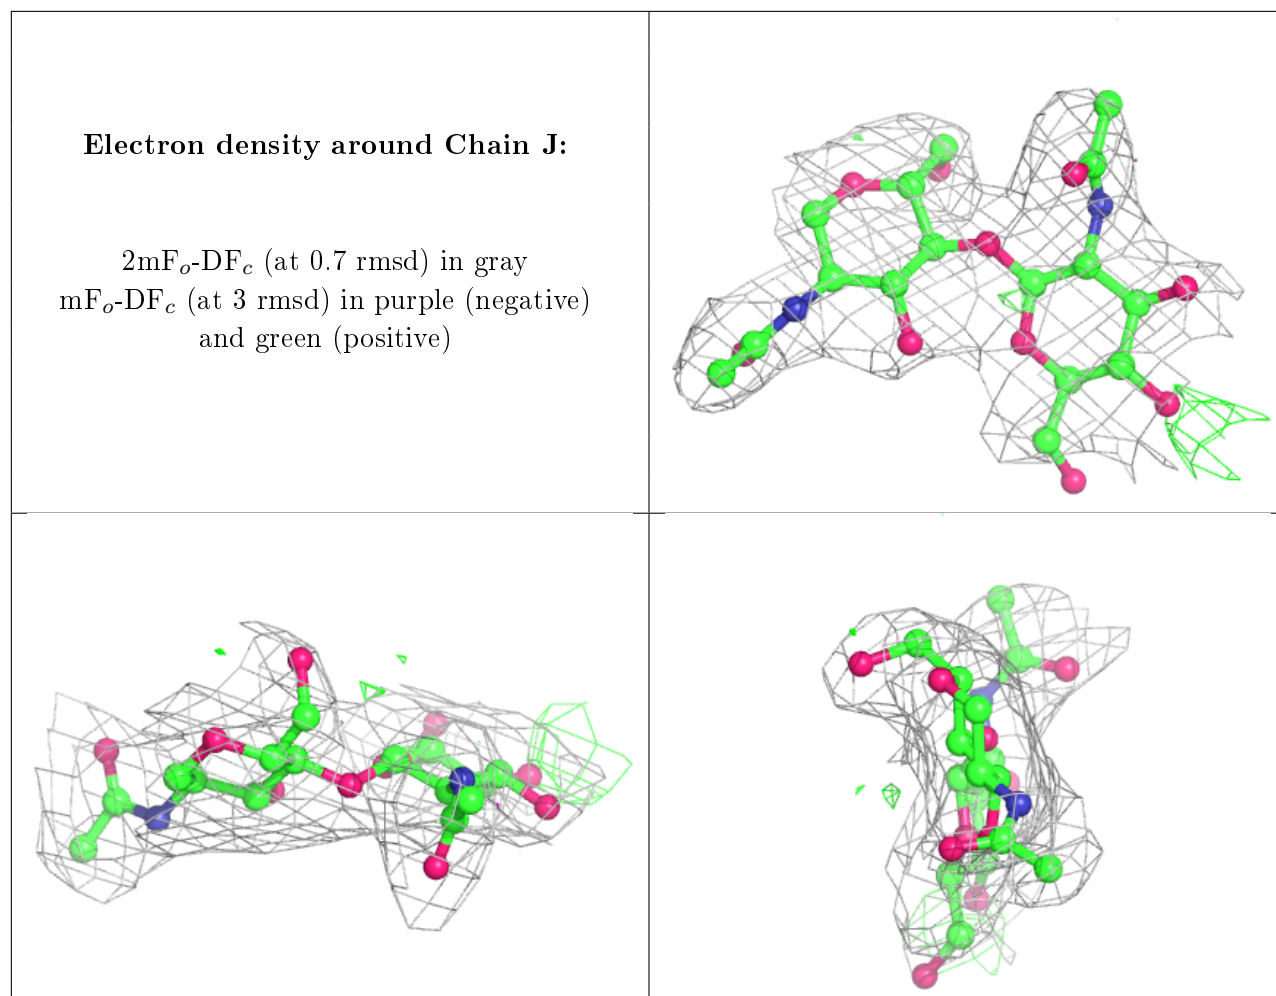 Electron density around Chain J:
2mFₒ-DF𝒸 (at 0.7 rmsd) in gray
mFₒ-DF𝒸 (at 3 rmsd) in purple (negative)
and green (positive)